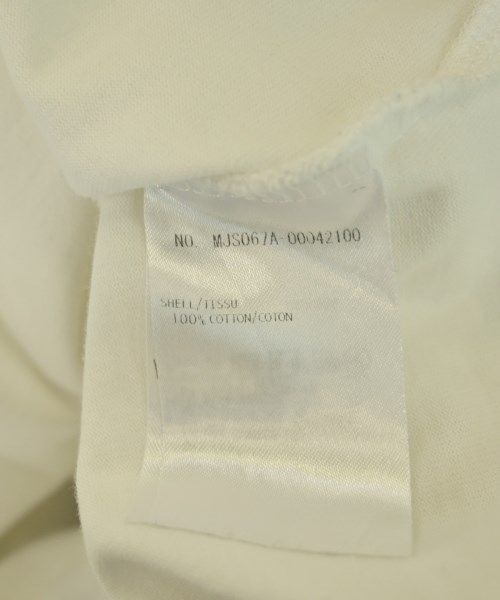 NO. MJS067A-00042100
SHELL/TISSU
100% COTTON/COTON